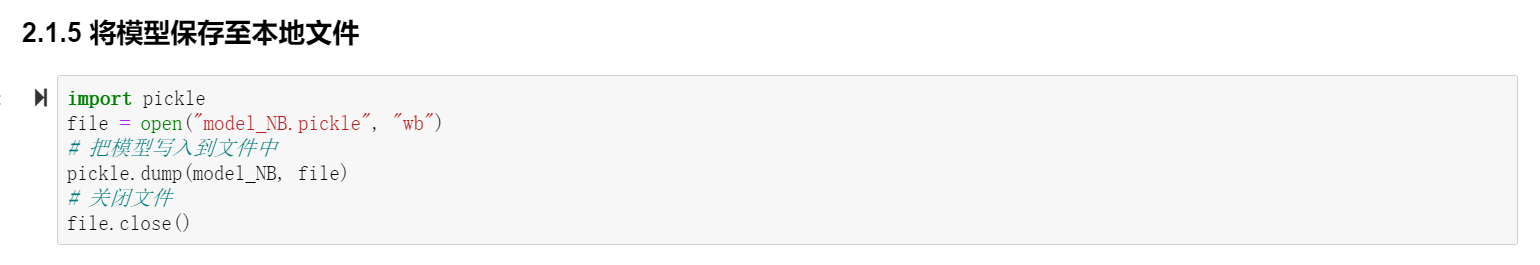 2.1.5 将模型保存至本地文件
import pickle
file = open("model_NB.pickle", "wb")
# 把模型写入到文件中
pickle.dump(model_NB, file)
# 关闭文件
file.close()